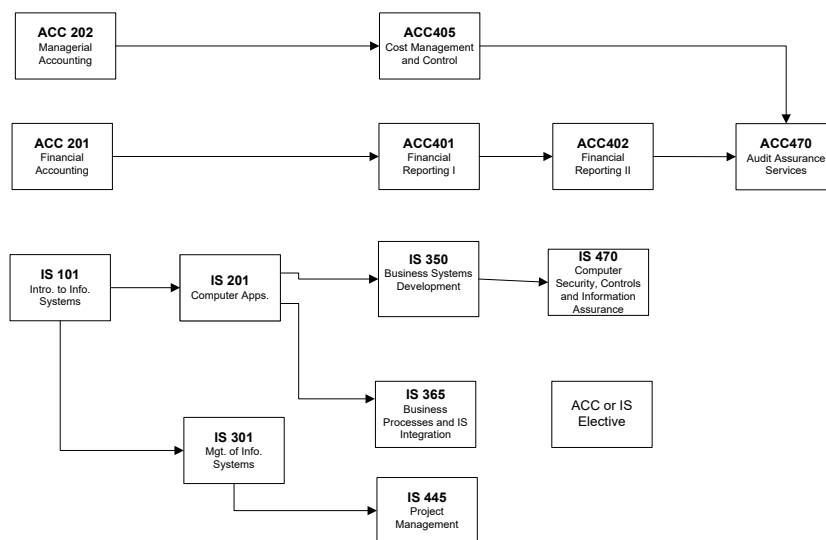 ACC 202
Managerial
Accounting
ACC405
Cost Management
and Control
ACC 201
Financial
Accounting
ACC401
Financial
Reporting I
ACC402
Financial
Reporting II
ACC470
Audit Assurance
Services
IS 101
Intro. to Info.
Systems
IS 201
Computer Apps.
IS 350
Business Systems
Development
IS 470
Computer
Security, Controls
and Information
Assurance
IS 365
Business
Processes and IS
Integration
ACC or IS
Elective
IS 301
Mgt. of Info.
Systems
IS 445
Project
Management